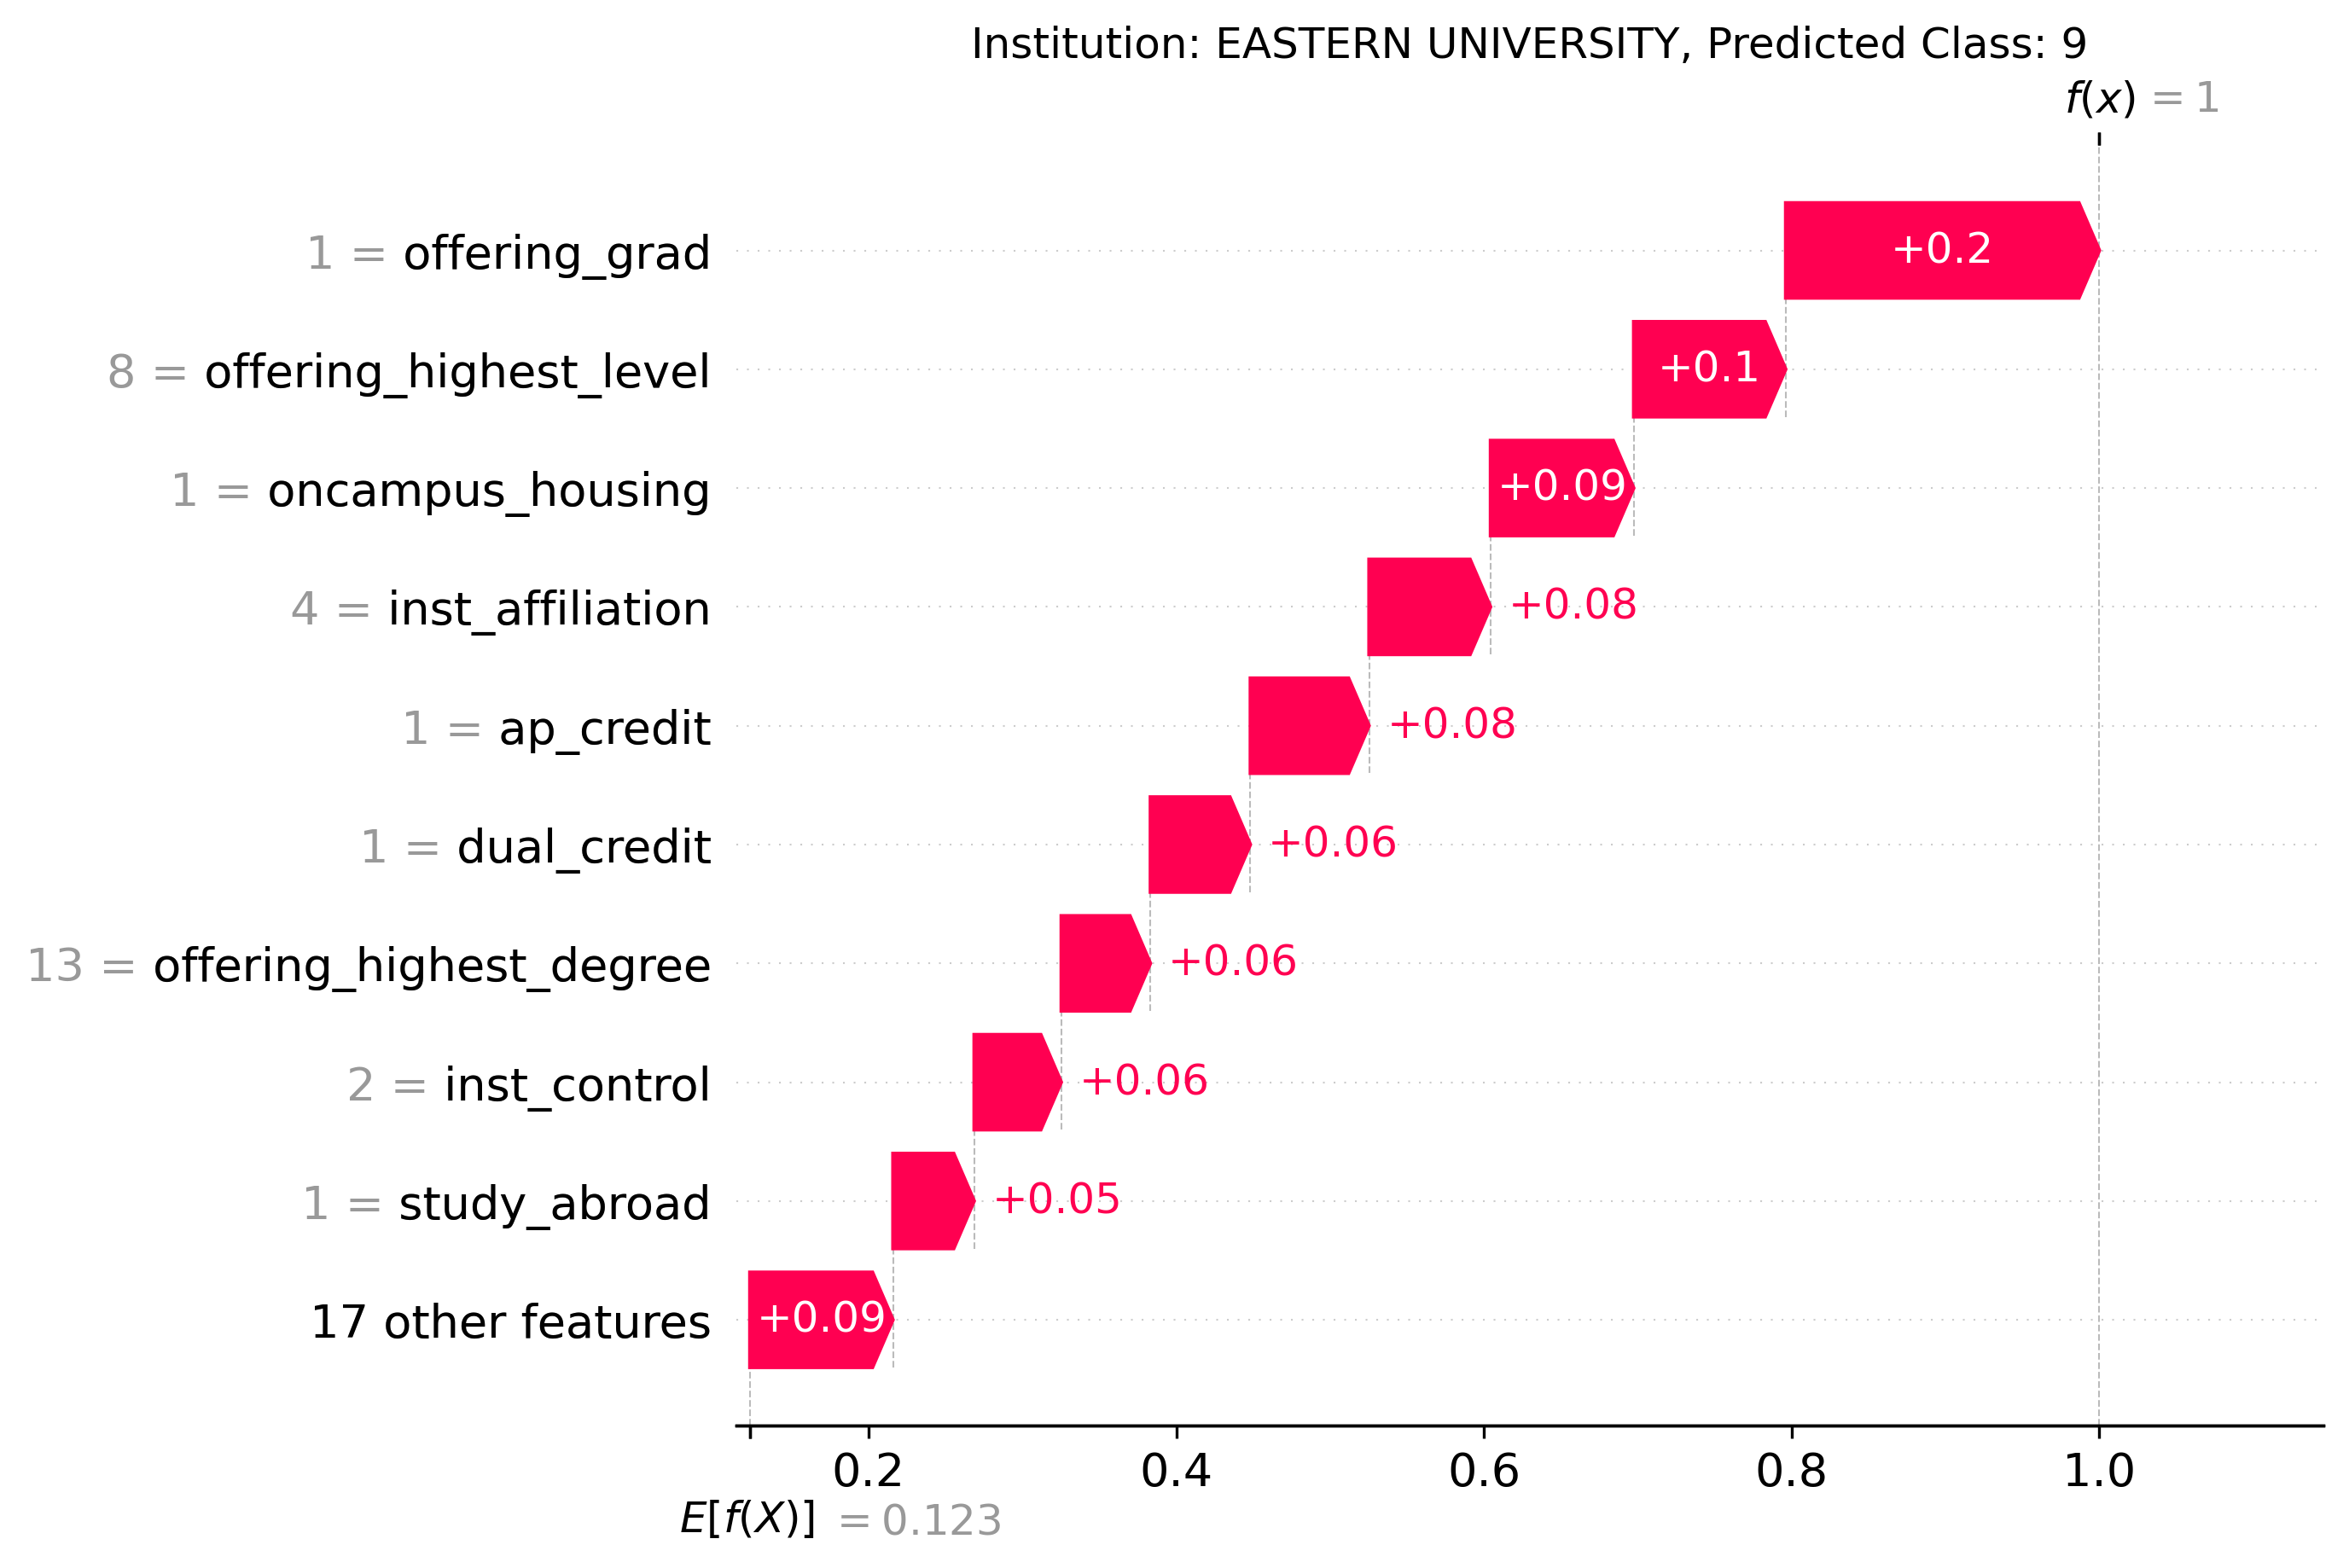 Institution: EASTERN UNIVERSITY, Predicted Class: 9
f(x) = 1
1 = offering_grad +0.2
8 = offering_highest_level +0.1
1 = oncampus_housing +0.09
4 = inst_affiliation +0.08
1 = ap_credit +0.08
1 = dual_credit +0.06
13 = offering_highest_degree +0.06
2 = inst_control +0.06
1 = study_abroad +0.05
17 other features +0.09
0.2 0.4 0.6 0.8 1.0
E[f(X)] = 0.123